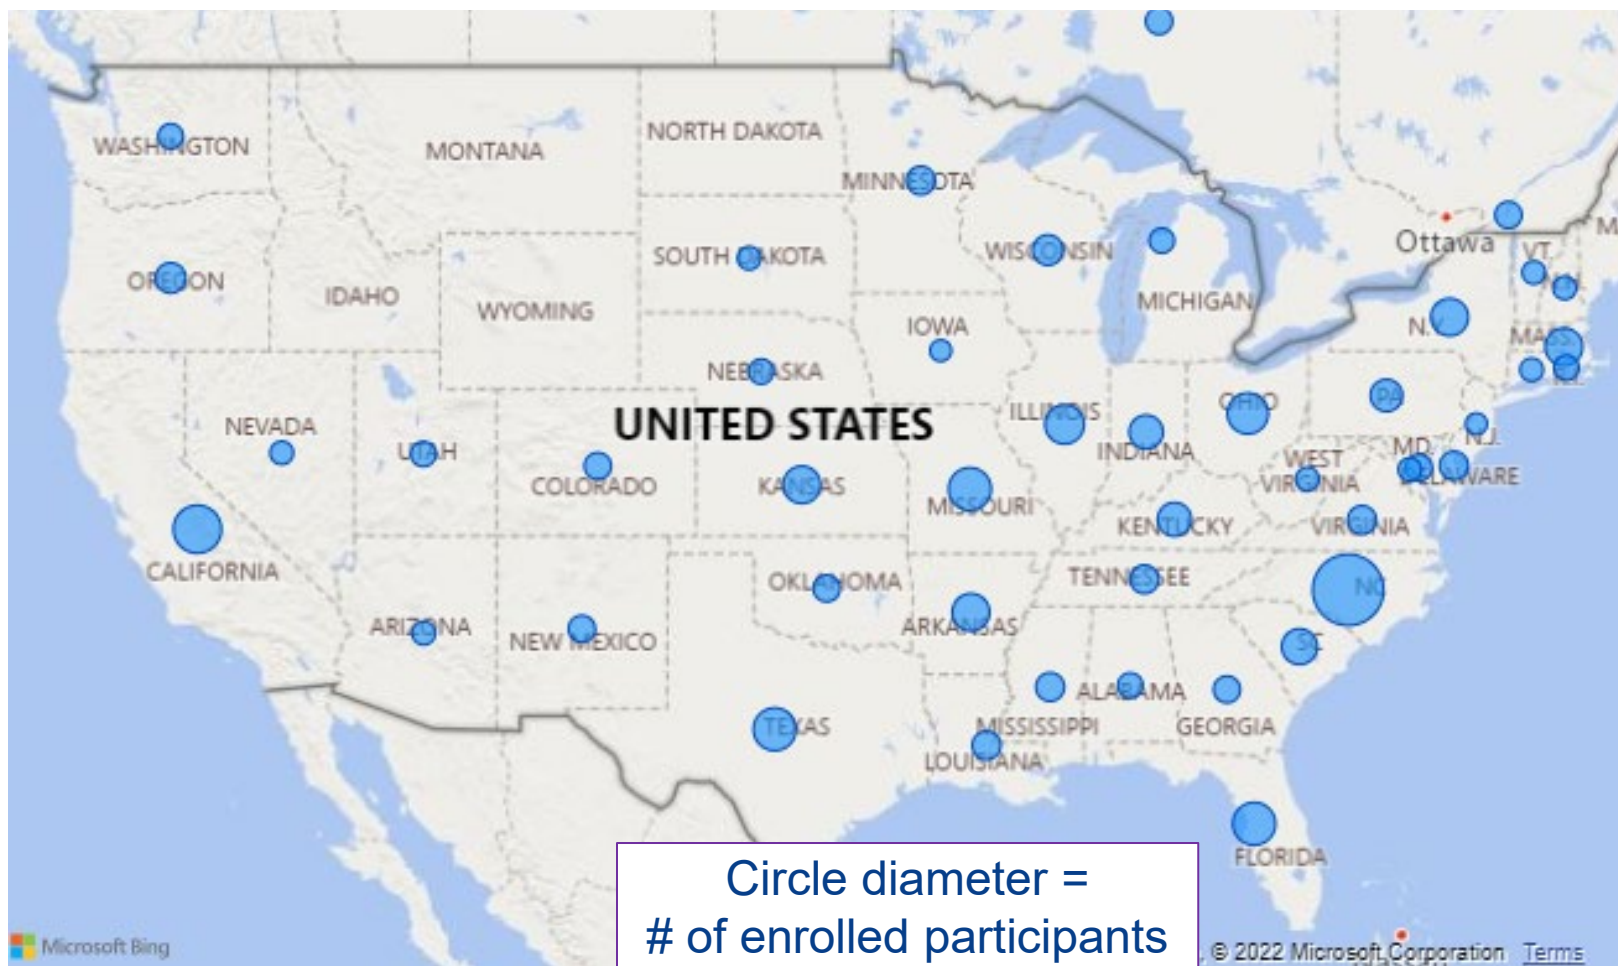 WASHINGTON
MONTANA
NORTH DAKOTA
MINNESOTA
OREGON
IDAHO
WYOMING
SOUTH DAKOTA
WISCONSIN
MICHIGAN
Ottawa
VT.
N.H.
N.Y.
MASS.
R.I.
IOWA
NEBRASKA
NEVADA
UTAH
COLORADO
UNITED STATES
KANSAS
ILLINOIS
INDIANA
OHIO
PA
N.J.
MD.
DELAWARE
WEST
VIRGINIA
MISSOURI
KENTUCKY
VIRGINIA
CALIFORNIA
ARIZONA
NEW MEXICO
OKLAHOMA
ARKANSAS
TENNESSEE
NC
SC
TEXAS
LOUISIANA
MISSISSIPPI
ALABAMA
GEORGIA
FLORIDA
Circle diameter =
# of enrolled participants
Microsoft Bing
© 2022 Microsoft Corporation Terms